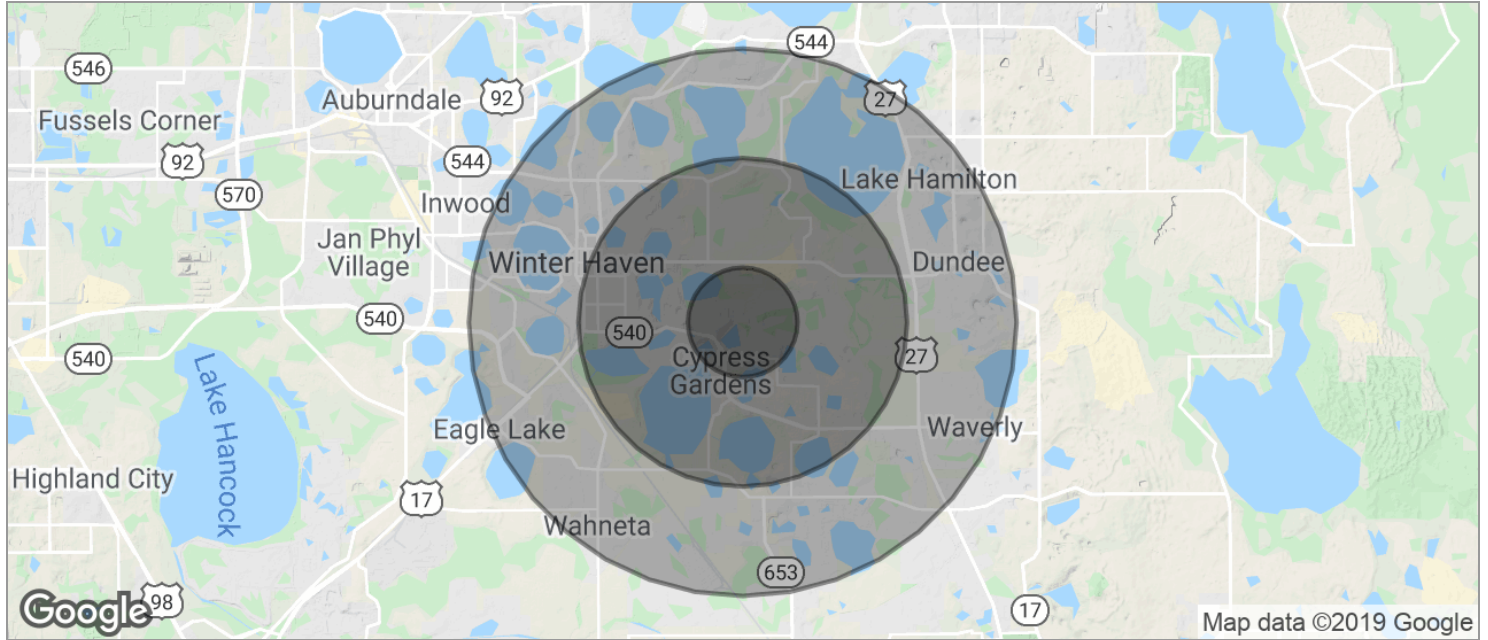 544
546
27
Auburndale
92
Fussels Corner
92
544
Lake Hamilton
570
Inwood
Jan Phyl
Village
Winter Haven
Dundee
540
540
540
27
Cypress
Gardens
Lake Hancock
Eagle Lake
Waverly
Highland City
17
Wahneta
653
98
Google
17
Map data ©2019 Google